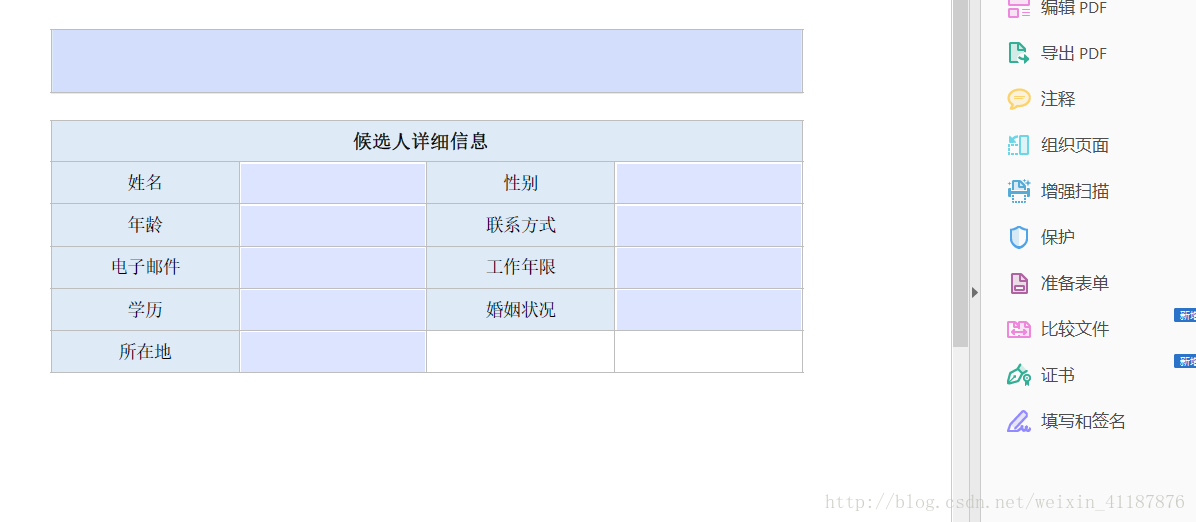 候选人详细信息
姓名 性别
年龄 联系方式
电子邮件 工作年限
学历 婚姻状况
所在地
编辑 PDF
导出 PDF
注释
组织页面
增强扫描
保护
准备表单
比较文件
新增
证书
新增
填写和签名
http://blog.csdn.net/weixin_41187876